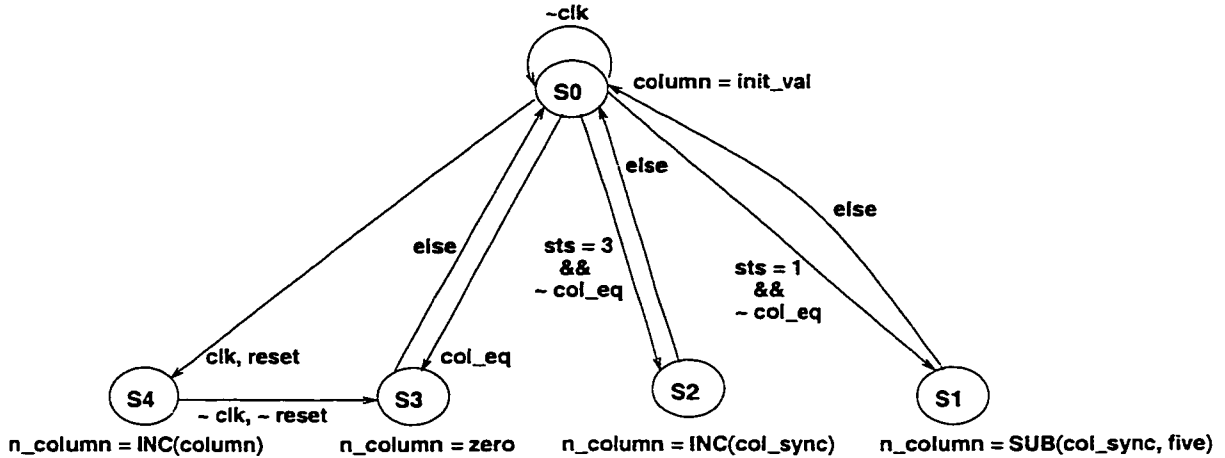 ~clk
S0
column = init_val
else
else
else
sts = 3
&&
~ col_eq
sts = 1
&&
~ col_eq
clk, reset
col_eq
S4
~ clk, ~ reset
S3
S2
S1
n_column = INC(column)
n_column = zero
n_column = INC(col_sync)
n_column = SUB(col_sync, five)